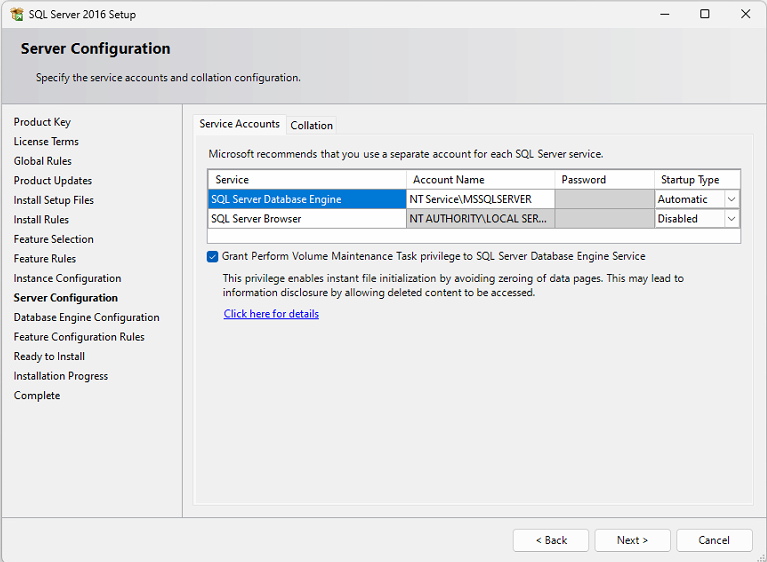 SQL Server 2016 Setup
Server Configuration
Specify the service accounts and collation configuration.
Product Key
License Terms
Global Rules
Product Updates
Install Setup Files
Install Rules
Feature Selection
Feature Rules
Instance Configuration
Server Configuration
Database Engine Configuration
Feature Configuration Rules
Ready to Install
Installation Progress
Complete
Service Accounts Collation
Microsoft recommends that you use a separate account for each SQL Server service.
Service Account Name Password Startup Type
SQL Server Database Engine NT Service\MSSQLSERVER Automatic
SQL Server Browser NT AUTHORITY\LOCAL SER... Disabled
Grant Perform Volume Maintenance Task privilege to SQL Server Database Engine Service
This privilege enables instant file initialization by avoiding zeroing of data pages. This may lead to
information disclosure by allowing deleted content to be accessed.
Click here for details
< Back Next > Cancel